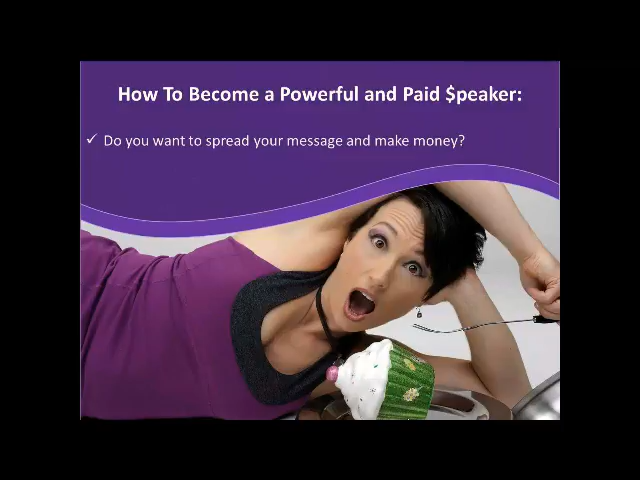 How To Become a Powerful and Paid $peaker:
✓ Do you want to spread your message and make money?